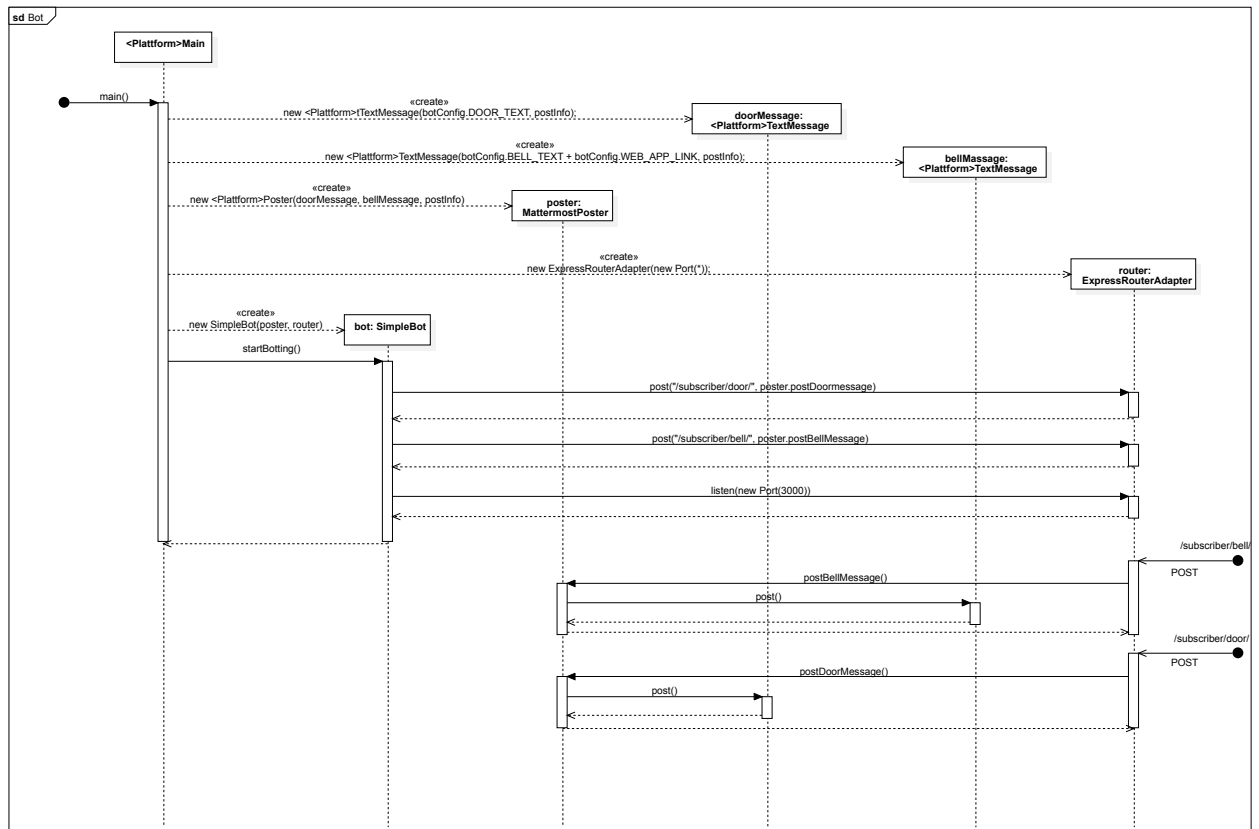 sd Bot
<Plattform>Main
main()
«create»
new <Plattform>tTextMessage(botConfig.DOOR_TEXT, postInfo);
doorMessage:
<Plattform>TextMessage
«create»
new <Plattform>TextMessage(botConfig.BELL_TEXT + botConfig.WEB_APP_LINK, postInfo);
bellMassage:
<Plattform>TextMessage
«create»
new <Plattform>Poster(doorMessage, bellMessage, postInfo)
poster:
MattermostPoster
«create»
new ExpressRouterAdapter(new Port(*));
router:
ExpressRouterAdapter
«create»
new SimpleBot(poster, router)
bot: SimpleBot
startBotting()
post("/subscriber/door/", poster.postDoormessage)
post("/subscriber/bell/", poster.postBellMessage)
listen(new Port(3000))
/subscriber/bell/
POST
postBellMessage()
post()
/subscriber/door/
POST
postDoorMessage()
post()